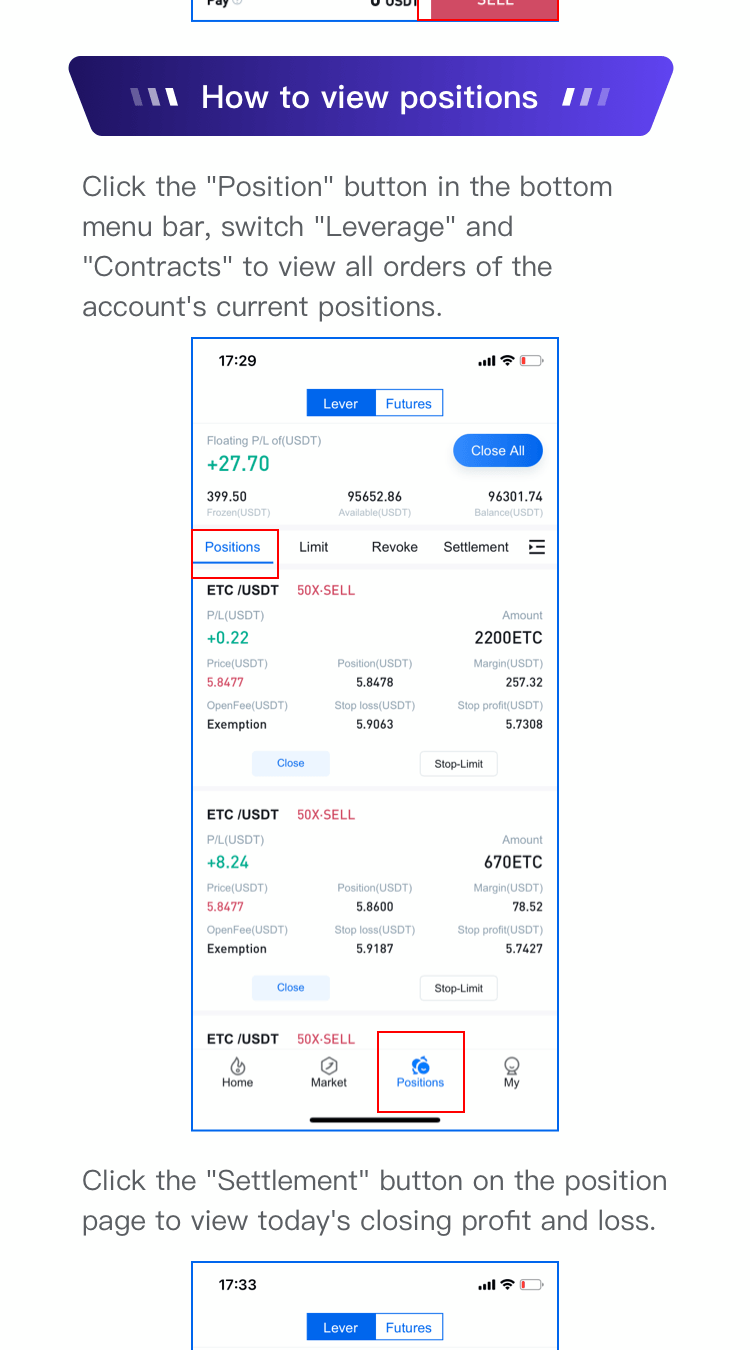 Pay
0 USDT
SELL
How to view positions
Click the "Position" button in the bottom
menu bar, switch "Leverage" and
"Contracts" to view all orders of the
account's current positions.
17:29
Lever Futures
Floating P/L of(USDT)
+27.70
Close All
399.50 95652.86 96301.74
Frozen(USDT) Available(USDT) Balance(USDT)
Positions Limit Revoke Settlement
ETC /USDT 50X·SELL
P/L(USDT) Amount
+0.22 2200ETC
Price(USDT) Position(USDT) Margin(USDT)
5.8477 5.8478 257.32
OpenFee(USDT) Stop loss(USDT) Stop profit(USDT)
Exemption 5.9063 5.7308
Close Stop-Limit
ETC /USDT 50X·SELL
P/L(USDT) Amount
+8.24 670ETC
Price(USDT) Position(USDT) Margin(USDT)
5.8477 5.8600 78.52
OpenFee(USDT) Stop loss(USDT) Stop profit(USDT)
Exemption 5.9187 5.7427
Close Stop-Limit
ETC /USDT 50X·SELL
Home Market Positions My
Click the "Settlement" button on the position
page to view today's closing profit and loss.
17:33
Lever Futures